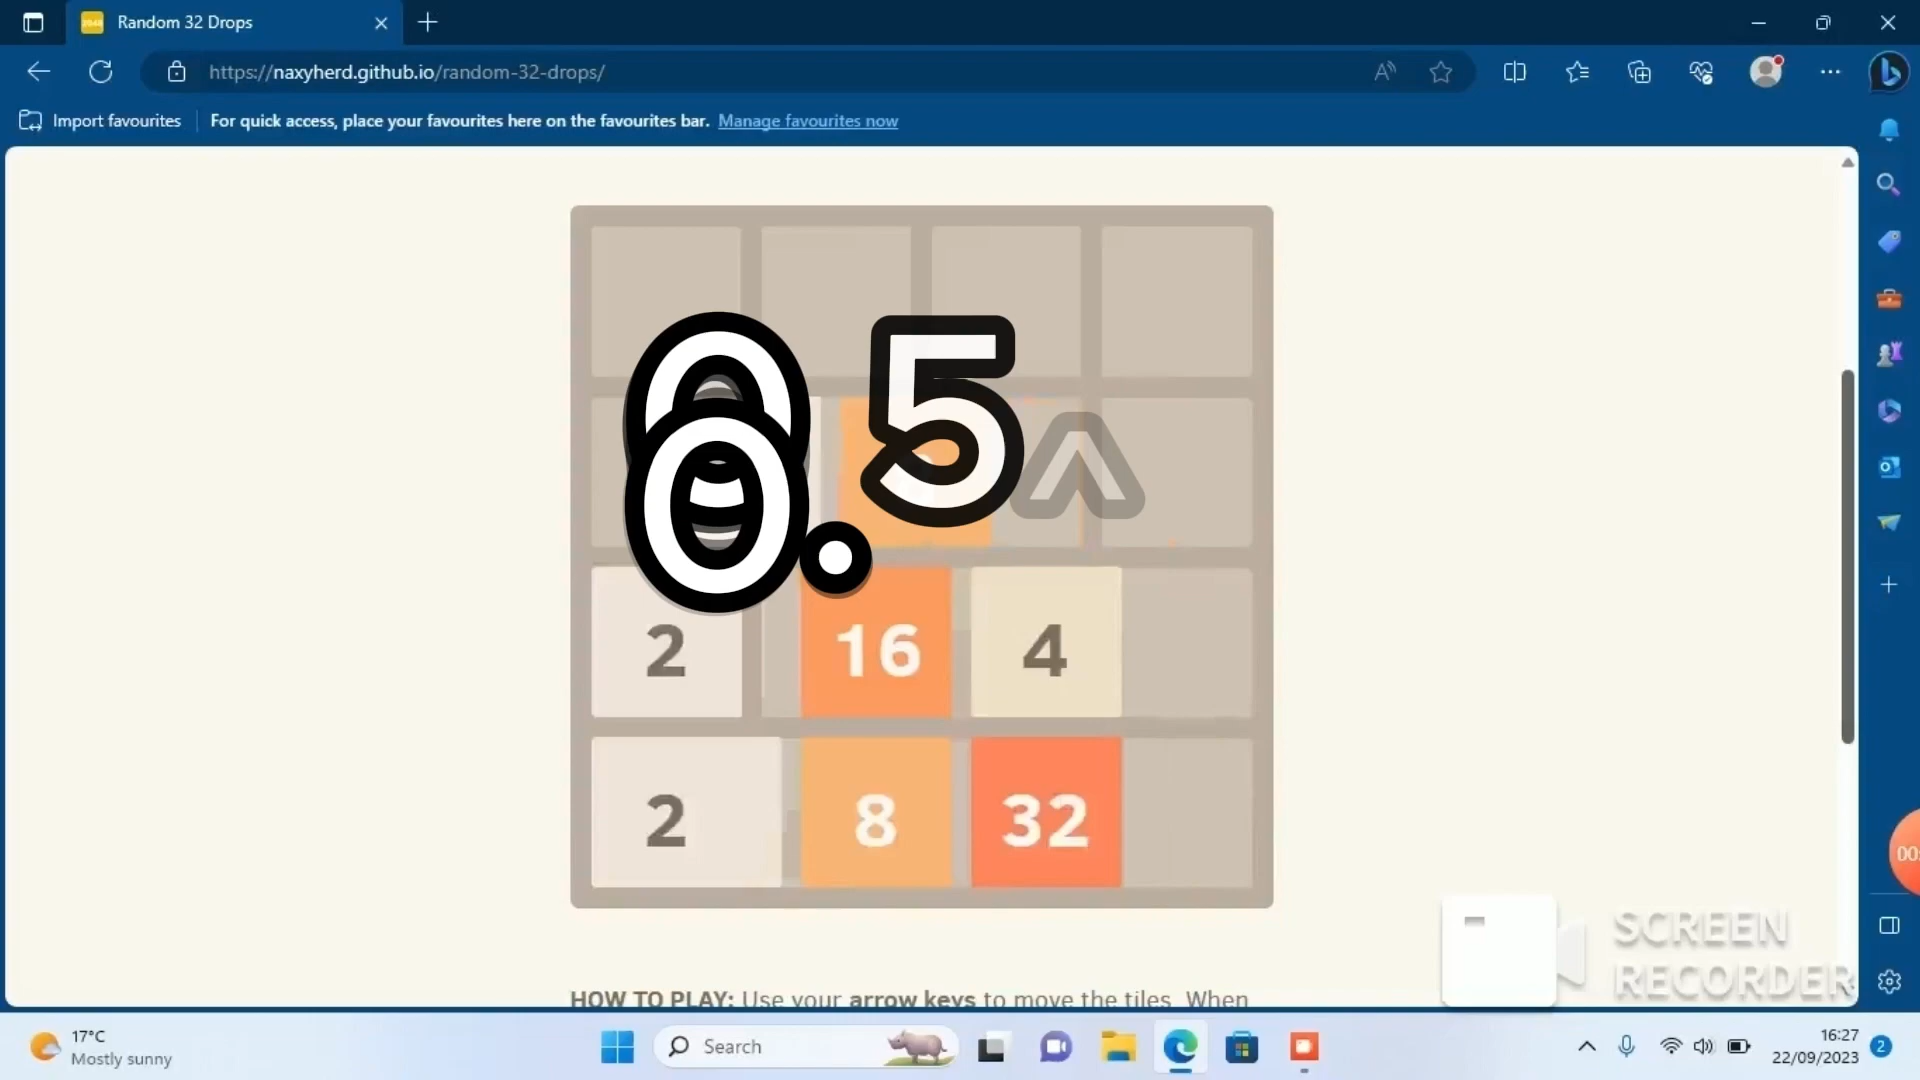 Random 32 Drops
https://naxyherd.github.io/random-32-drops/
Import favourites
For quick access, place your favourites here on the favourites bar. Manage favourites now
0.5
2 16 4
2 8 32
HOW TO PLAY: Use your arrow keys to move the tiles. When
SCREEN
RECORDER
00:
17°C
Mostly sunny
Search
16:27
22/09/2023
2